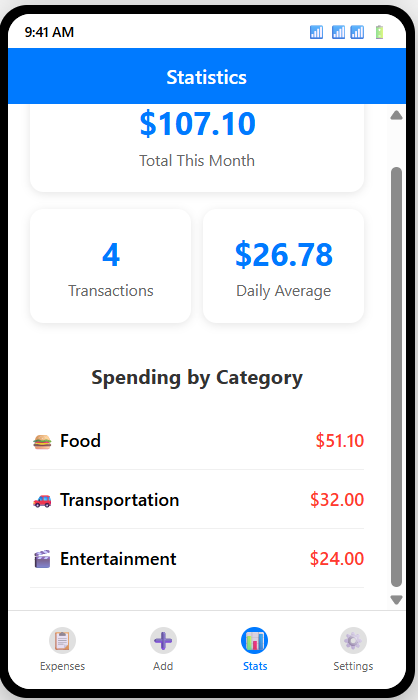 9:41 AM
Statistics
$107.10
Total This Month
4
Transactions
$26.78
Daily Average
Spending by Category
Food $51.10
Transportation $32.00
Entertainment $24.00
Expenses Add Stats Settings